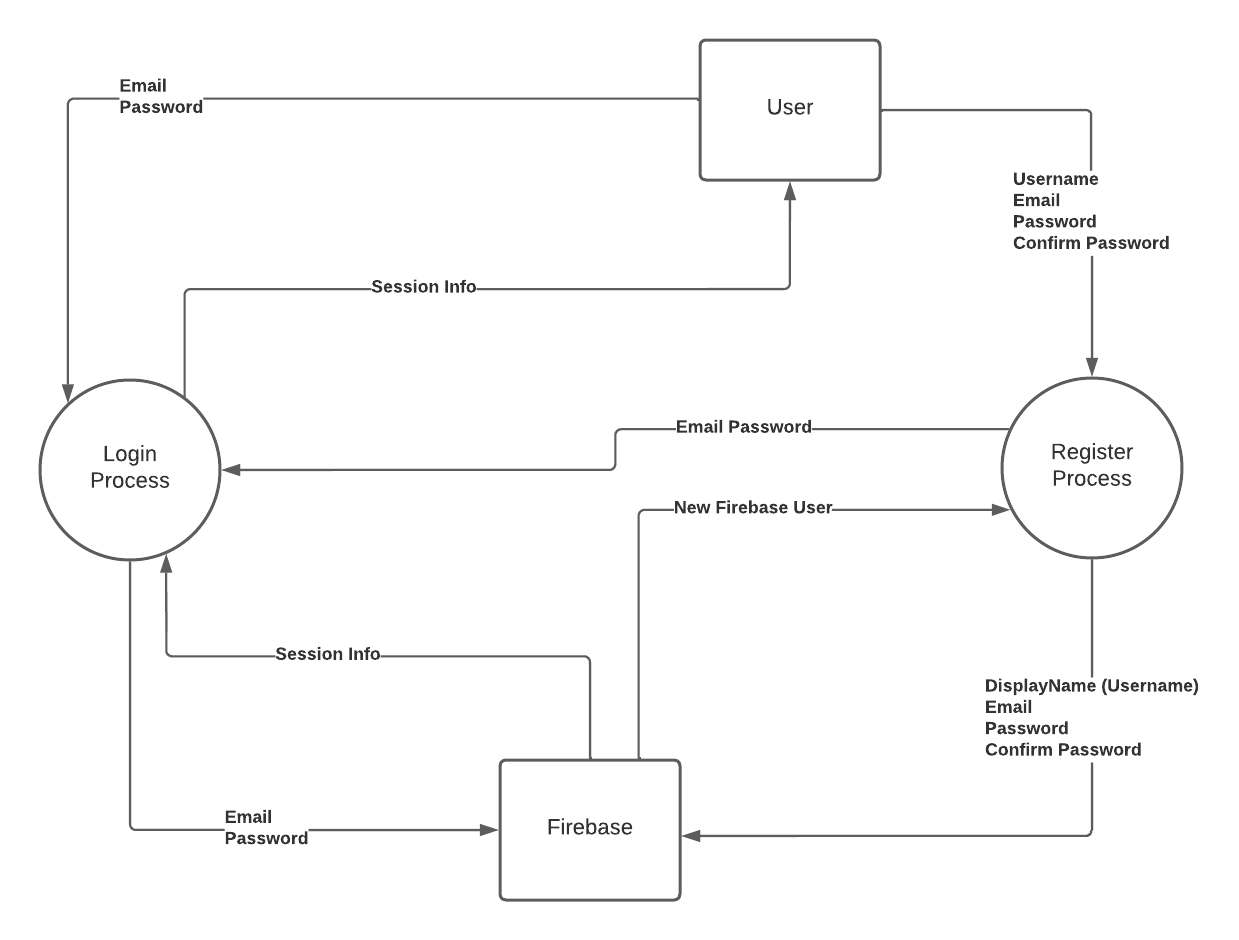 Email
Password
User
Username
Email
Password
Confirm Password
Session Info
Email Password
Login
Process
Register
Process
New Firebase User
Session Info
DisplayName (Username)
Email
Password
Confirm Password
Email
Password
Firebase